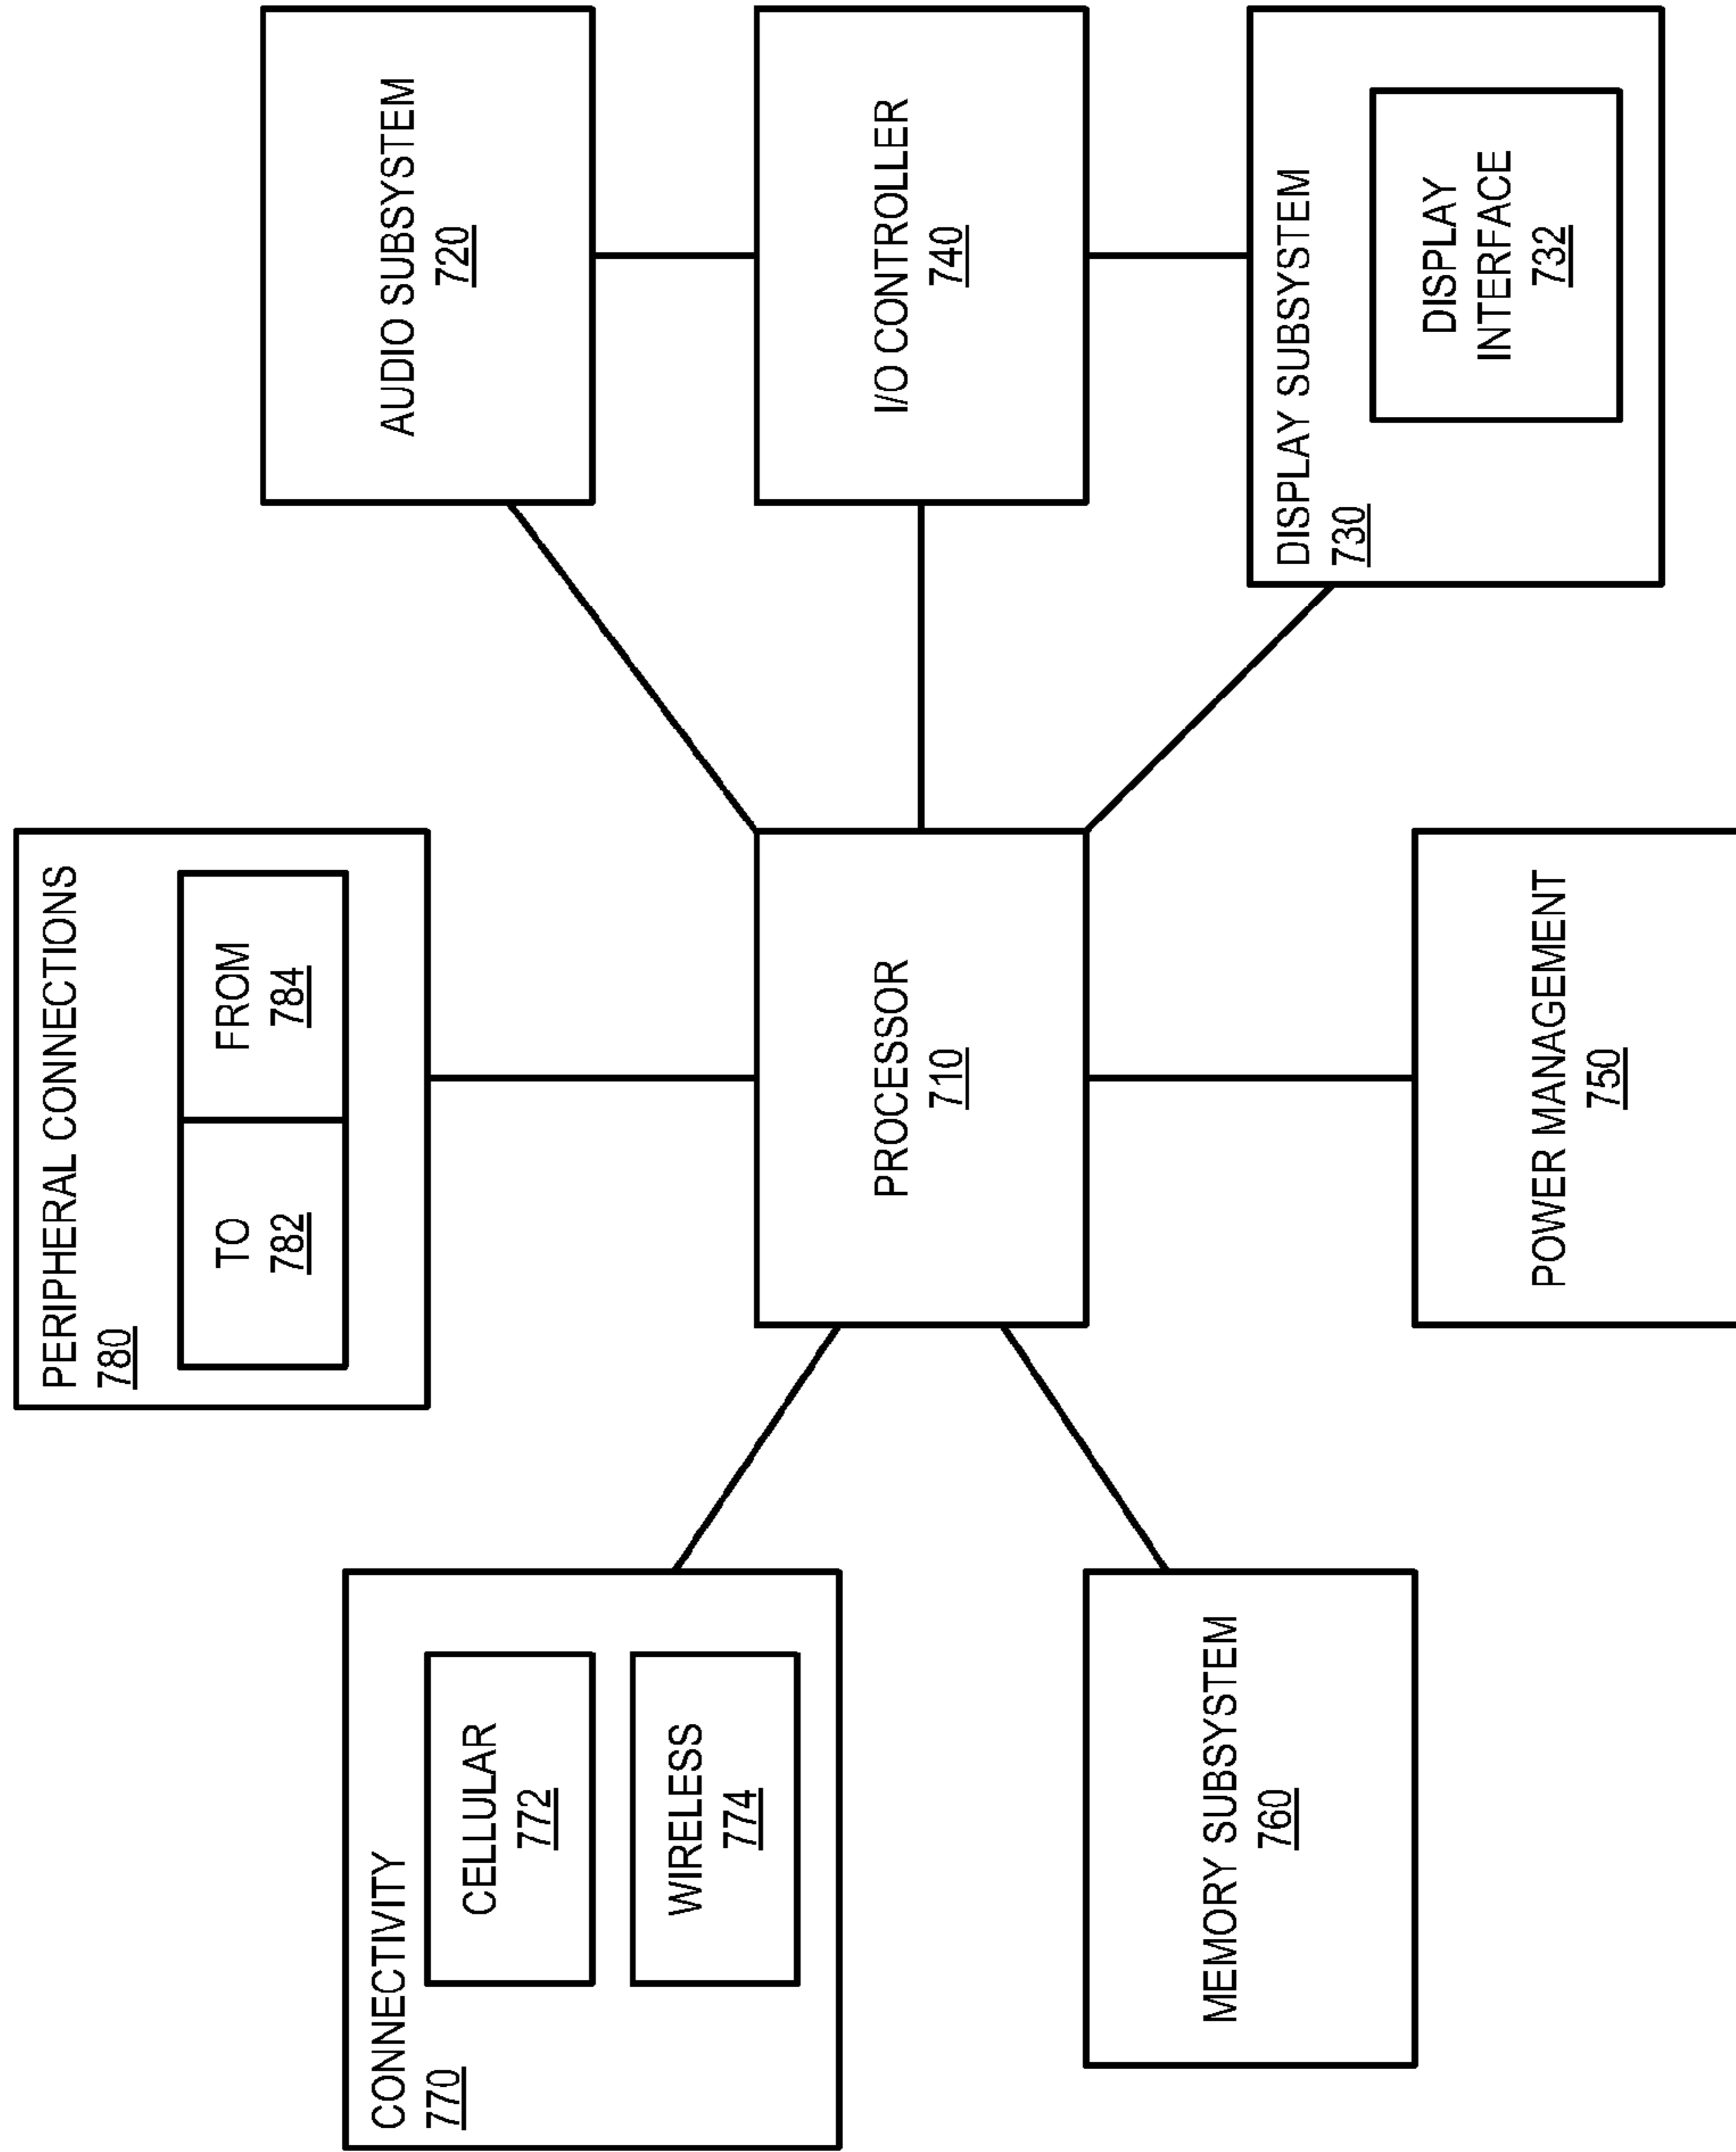 PERIPHERAL CONNECTIONS
780
TO
782
FROM
784
CONNECTIVITY
770
CELLULAR
772
WIRELESS
774
AUDIO SUBSYSTEM
720
PROCESSOR
710
I/O CONTROLLER
740
MEMORY SUBSYSTEM
760
DISPLAY SUBSYSTEM
730
DISPLAY
INTERFACE
732
POWER MANAGEMENT
750